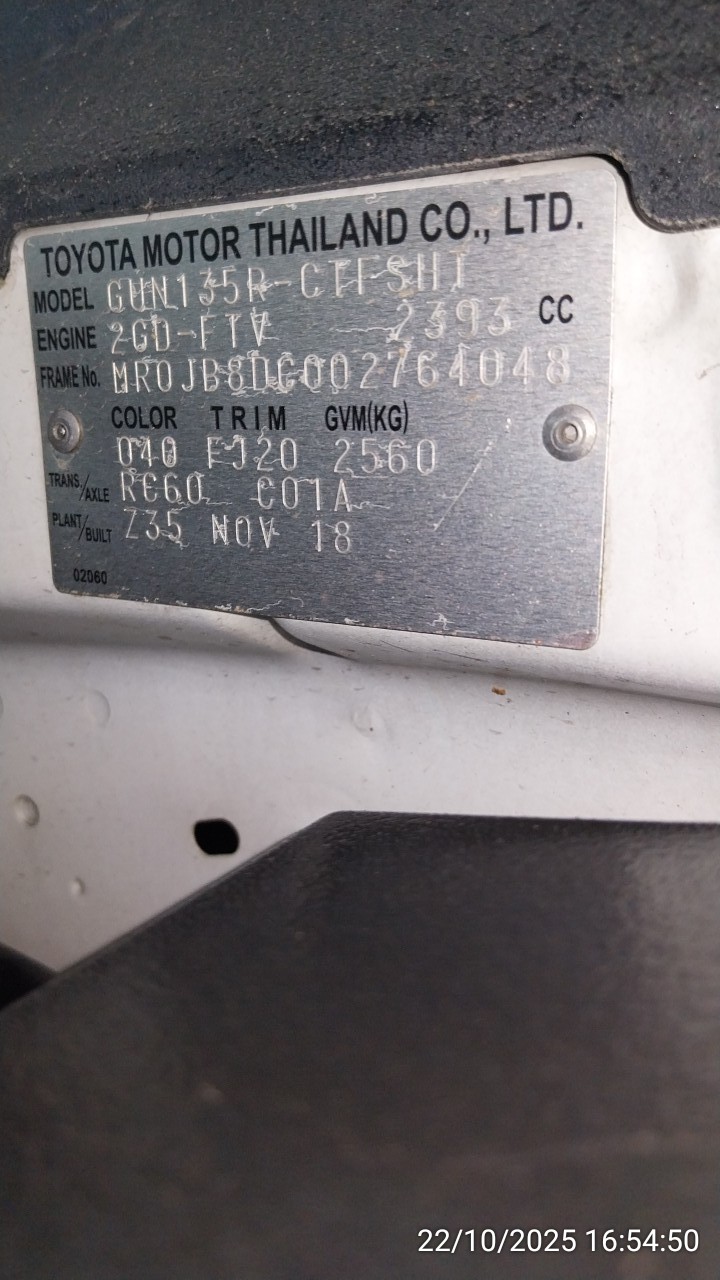 TOYOTA MOTOR THAILAND CO., LTD.
MODEL GUN135R-CTFSHT
ENGINE 2GD-FTV 2393 CC
FRAME No. MR0JB8DC002764048
COLOR TRIM GVM(KG)
040 FJ20 2560
TRANS./AXLE RC60 C01A
PLANT/BUILT Z35 NOV 18
02060
22/10/2025 16:54:50